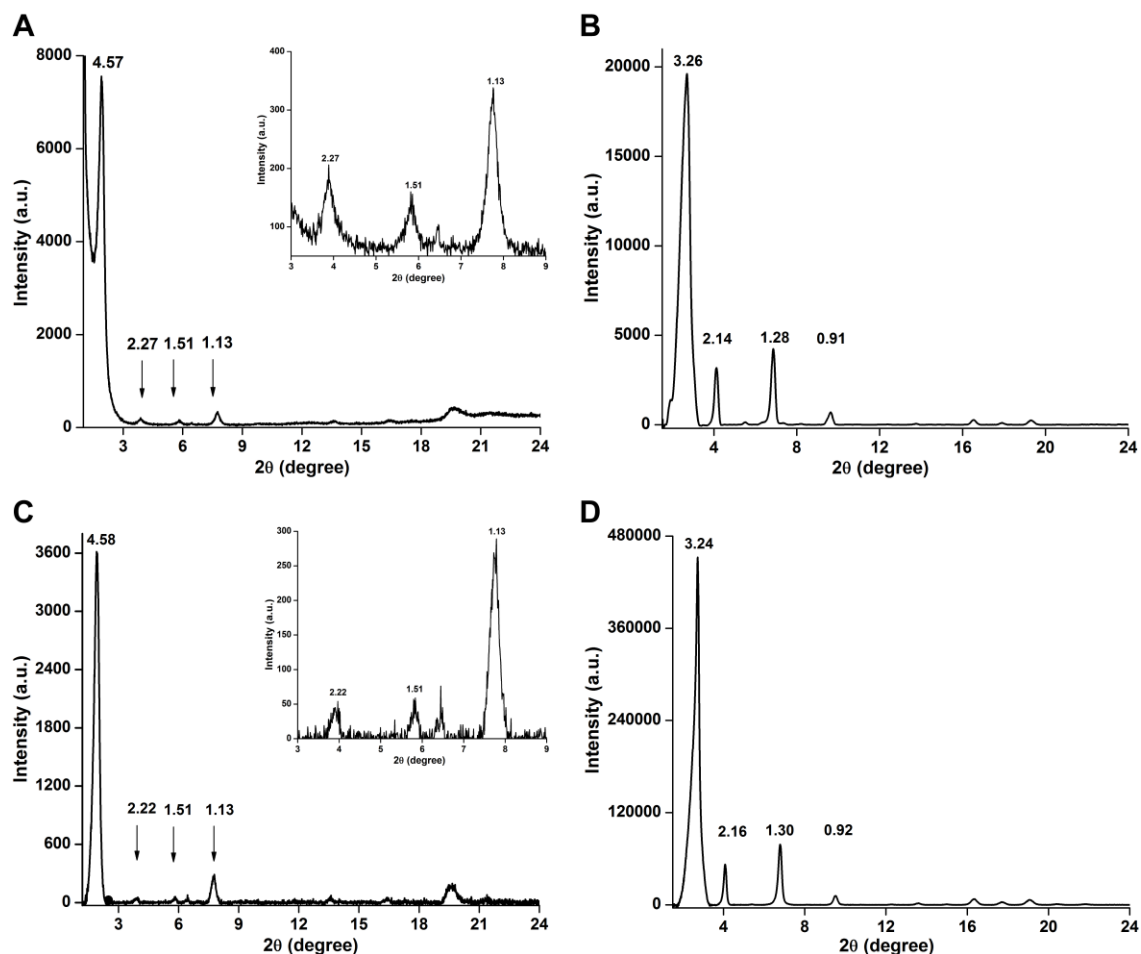 A
4.57
8000
6000
4000
2000
0
Intensity (a.u.)
2.27 1.51 1.13
3 6 9 12 15 18 21 24
2θ (degree)
400
300
200
100
Intensity (a.u.)
2.27
1.51
1.13
3 4 5 6 7 8 9
2θ (degree)
B
3.26
20000
15000
10000
5000
0
Intensity (a.u.)
2.14 1.28 0.91
4 8 12 16 20 24
2θ (degree)
C
4.58
3600
3000
2400
1800
1200
600
0
Intensity (a.u.)
2.22 1.51 1.13
3 6 9 12 15 18 21 24
2θ (degree)
300
250
200
150
100
50
0
Intensity (a.u.)
2.22
1.51
1.13
3 4 5 6 7 8 9
2θ (degree)
D
3.24
480000
360000
240000
120000
0
Intensity (a.u.)
2.16 1.30 0.92
4 8 12 16 20 24
2θ (degree)